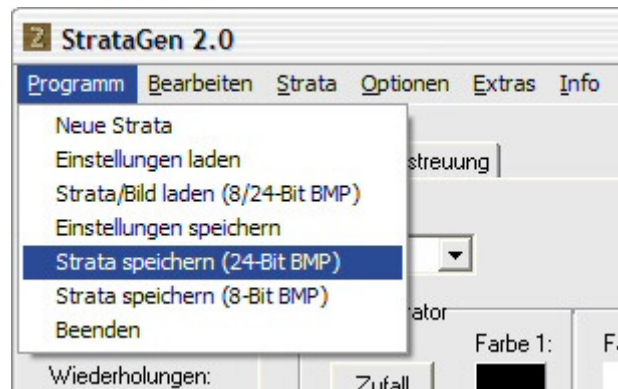 StrataGen 2.0
Programm Bearbeiten Strata Optionen Extras Info
Neue Strata
Einstellungen laden
streuung
Strata/Bild laden (8/24-Bit BMP)
Einstellungen speichern
Strata speichern (24-Bit BMP)
Strata speichern (8-Bit BMP)
rator
Beenden
Farbe 1:
Wiederholungen:
Zufall